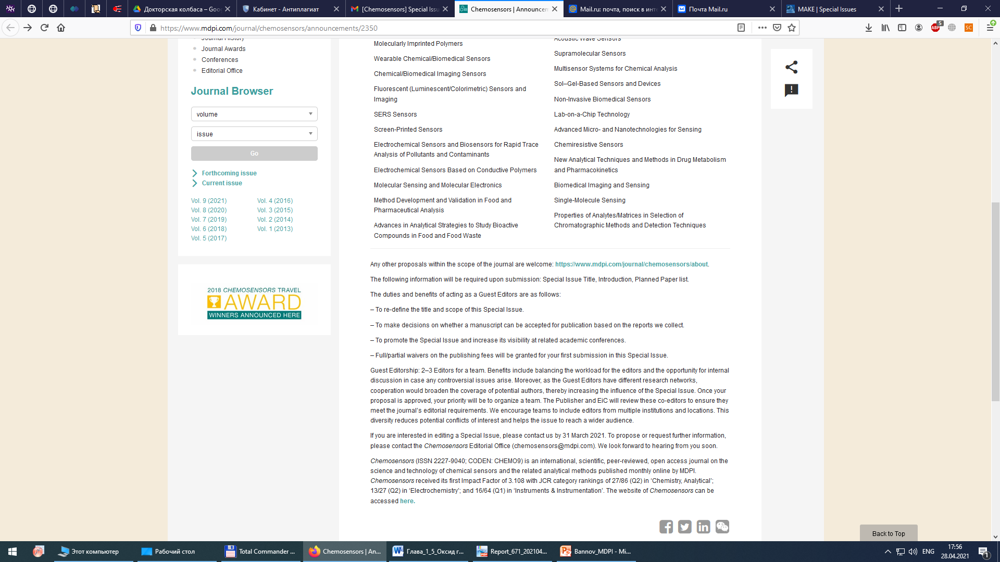 Докторская колбаса – Goo
Кабинет - Антиплагиат
[Chemosensors] Special Issu
Chemosensors | Announcem
Mail.ru: почта, поиск в инте
Почта Mail.ru
MAKE | Special Issues
https://www.mdpi.com/journal/chemosensors/announcements/2350
ABP
5
SC
Journal History
Journal Awards
Conferences
Editorial Office
Journal Browser
volume
issue
Go
Forthcoming issue
Current issue
Vol. 9 (2021)
Vol. 8 (2020)
Vol. 7 (2019)
Vol. 6 (2018)
Vol. 5 (2017)
Vol. 4 (2016)
Vol. 3 (2015)
Vol. 2 (2014)
Vol. 1 (2013)
2018 CHEMOSENSORS TRAVEL
AWARD
WINNERS ANNOUNCED HERE
Molecularly Imprinted Polymers
Wearable Chemical/Biomedical Sensors
Chemical/Biomedical Imaging Sensors
Fluorescent (Luminescent/Colorimetric) Sensors and
Imaging
SERS Sensors
Screen-Printed Sensors
Electrochemical Sensors and Biosensors for Rapid Trace
Analysis of Pollutants and Contaminants
Electrochemical Sensors Based on Conductive Polymers
Molecular Sensing and Molecular Electronics
Method Development and Validation in Food and
Pharmaceutical Analysis
Advances in Analytical Strategies to Study Bioactive
Compounds in Food and Food Waste
Acoustic Wave Sensors
Supramolecular Sensors
Multisensor Systems for Chemical Analysis
Sol–Gel-Based Sensors and Devices
Non-Invasive Biomedical Sensors
Lab-on-a-Chip Technology
Advanced Micro- and Nanotechnologies for Sensing
Chemiresistive Sensors
New Analytical Techniques and Methods in Drug Metabolism
and Pharmacokinetics
Biomedical Imaging and Sensing
Single-Molecule Sensing
Properties of Analytes/Matrices in Selection of
Chromatographic Methods and Detection Techniques
Any other proposals within the scope of the journal are welcome: https://www.mdpi.com/journal/chemosensors/about.
The following information will be required upon submission: Special Issue Title, Introduction, Planned Paper list.
The duties and benefits of acting as a Guest Editors are as follows:
– To re-define the title and scope of this Special Issue.
– To make decisions on whether a manuscript can be accepted for publication based on the reports we collect.
– To promote the Special Issue and increase its visibility at related academic conferences.
– Full/partial waivers on the publishing fees will be granted for your first submission in this Special Issue.
Guest Editorship: 2–3 Editors for a team. Benefits include balancing the workload for the editors and the opportunity for internal
discussion in case any controversial issues arise. Moreover, as the Guest Editors have different research networks,
cooperation would broaden the coverage of potential authors, thereby increasing the influence of the Special Issue. Once your
proposal is approved, your priority will be to organize a team. The Publisher and EiC will review these co-editors to ensure they
meet the journal's editorial requirements. We encourage teams to include editors from multiple institutions and locations. This
diversity reduces potential conflicts of interest and helps the issue to reach a wider audience.
If you are interested in editing a Special Issue, please contact us by 31 March 2021. To propose or request further information,
please contact the Chemosensors Editorial Office (chemosensors@mdpi.com). We look forward to hearing from you soon.
Chemosensors (ISSN 2227-9040; CODEN: CHEMO9) is an international, scientific, peer-reviewed, open access journal on the
science and technology of chemical sensors and the related analytical methods published monthly online by MDPI.
Chemosensors received its first Impact Factor of 3.108 with JCR category rankings of 27/86 (Q2) in ‘Chemistry, Analytical’;
13/27 (Q2) in ‘Electrochemistry’; and 16/64 (Q1) in ‘Instruments & Instrumentation’. The website of Chemosensors can be
accessed here.
Back to Top
Этот компьютер
Рабочий стол
Total Commander ...
Chemosensors | An...
Глава_1_5_Оксид г...
Report_671_202104...
Bannov_MDPI - Mi...
ENG
17:56
28.04.2021
1